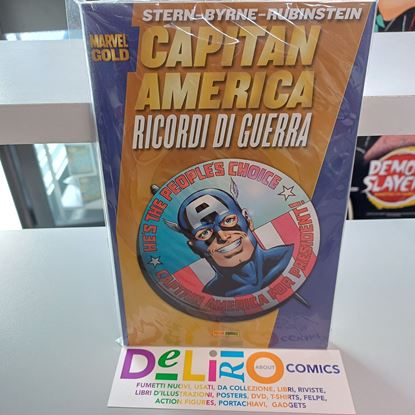 STERN-BYRNE-RUBINSTEIN
MARVEL
GOLD
CAPITAN
AMERICA
RICORDI DI GUERRA
HE'S THE PEOPLE'S CHOICE
CAPTAIN AMERICA FOR PRESIDENT!
DEMON
SLAYER
DeLiRiO ABOUT COMICS
FUMETTI NUOVI, USATI, DA COLLEZIONE, LIBRI, RIVISTE,
LIBRI D'ILLUSTRAZIONI, POSTERS, DVD, T-SHIRTS, FELPE,
ACTION FIGURES, PORTACHIAVI, GADGETS